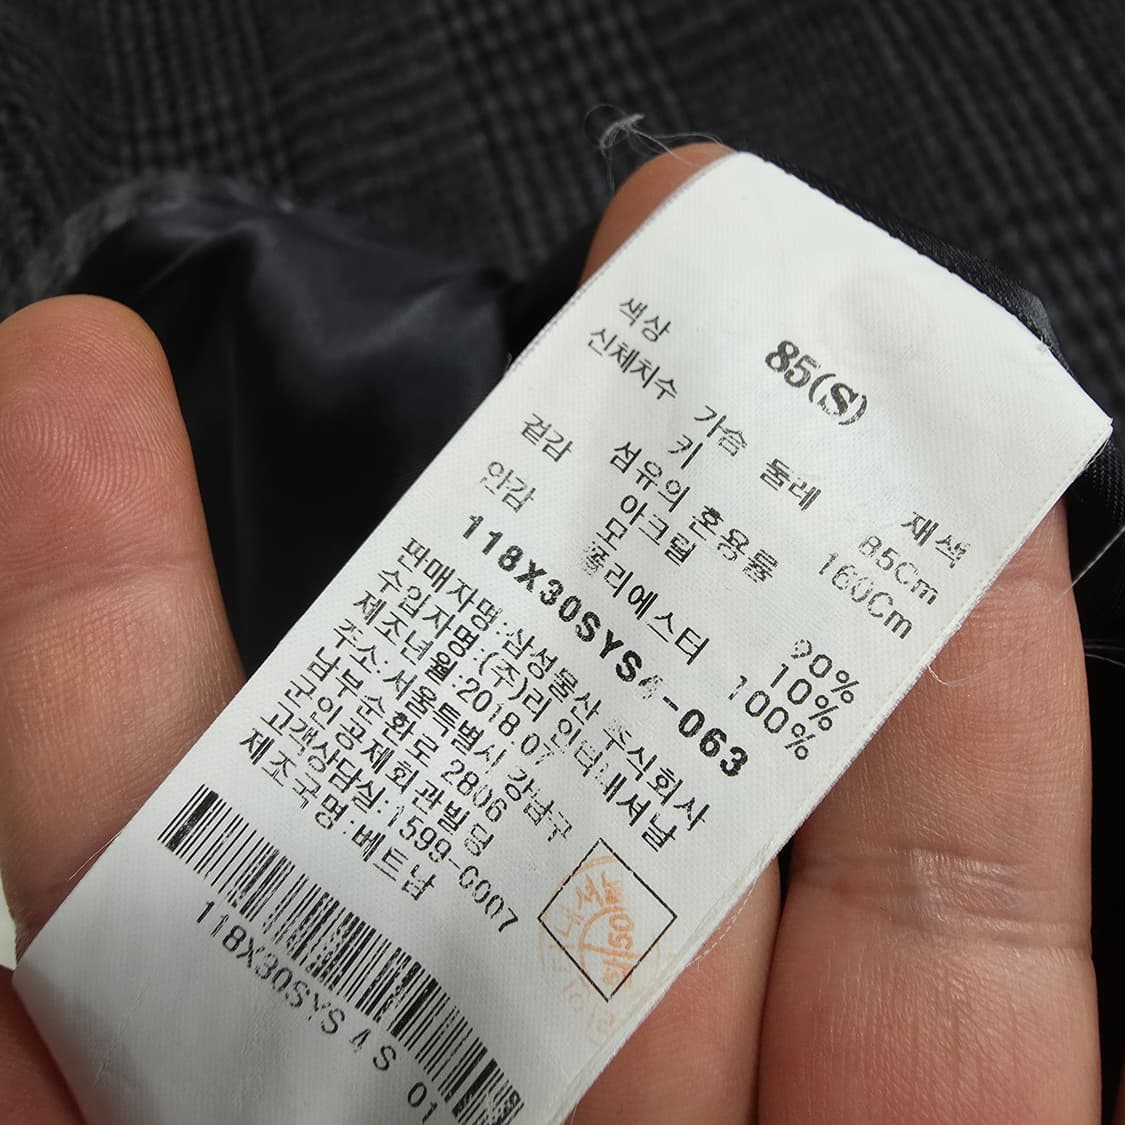 85(S)
색상 재색
신체치수 가슴 둘레 85Cm
키 160Cm
섬유의 혼용률
겉감 아크릴 90%
모 10%
안감 폴리에스터 100%
118X30SYS4-063
판매자명:삼성물산 주식회사
수입자명:(주)리 인터내셔날
제조년월:2018.07
주소:서울특별시 강남구
남부순환로 2806
군인공제회관빌딩
고객상담실:1599-0007
제조국명:베트남
118X30SYS 4 S 01